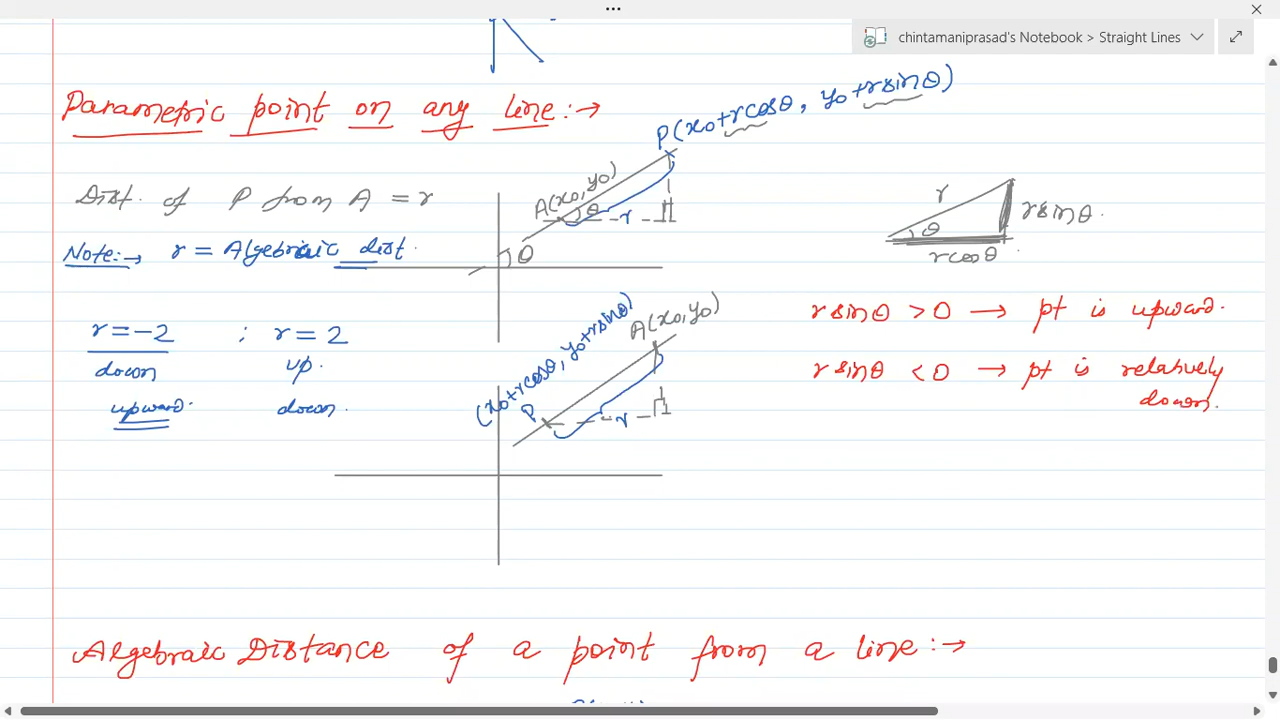 ...
chintamaniprasad's Notebook > Straight Lines
Parametric point on any line:→
P(x₀+rcosθ, y₀+rsinθ)
A(x₀,y₀)
θ
r
θ
Dist. of P from A = r
Note:→ r = Algebraic dist.
r
θ
rsinθ.
rcosθ
r=-2 ; r=2
down up.
upward. down.
A(x₀,y₀)
(x₀+rcosθ, y₀+rsinθ)
P
r
rsinθ >0 → pt is upward.
rsinθ <0 → pt is relatively
down.
Algebraic Distance of a point from a line:→